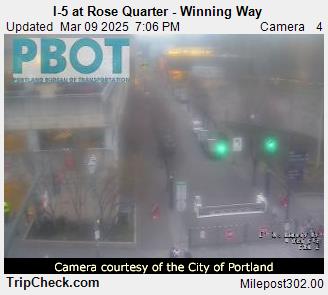 I-5 at Rose Quarter - Winning Way
Updated Mar 09 2025 7:06 PM Camera 4
PBOT
PORTLAND BUREAU OF TRANSPORTATION
Camera courtesy of the City of Portland
TripCheck.com Milepost302.00